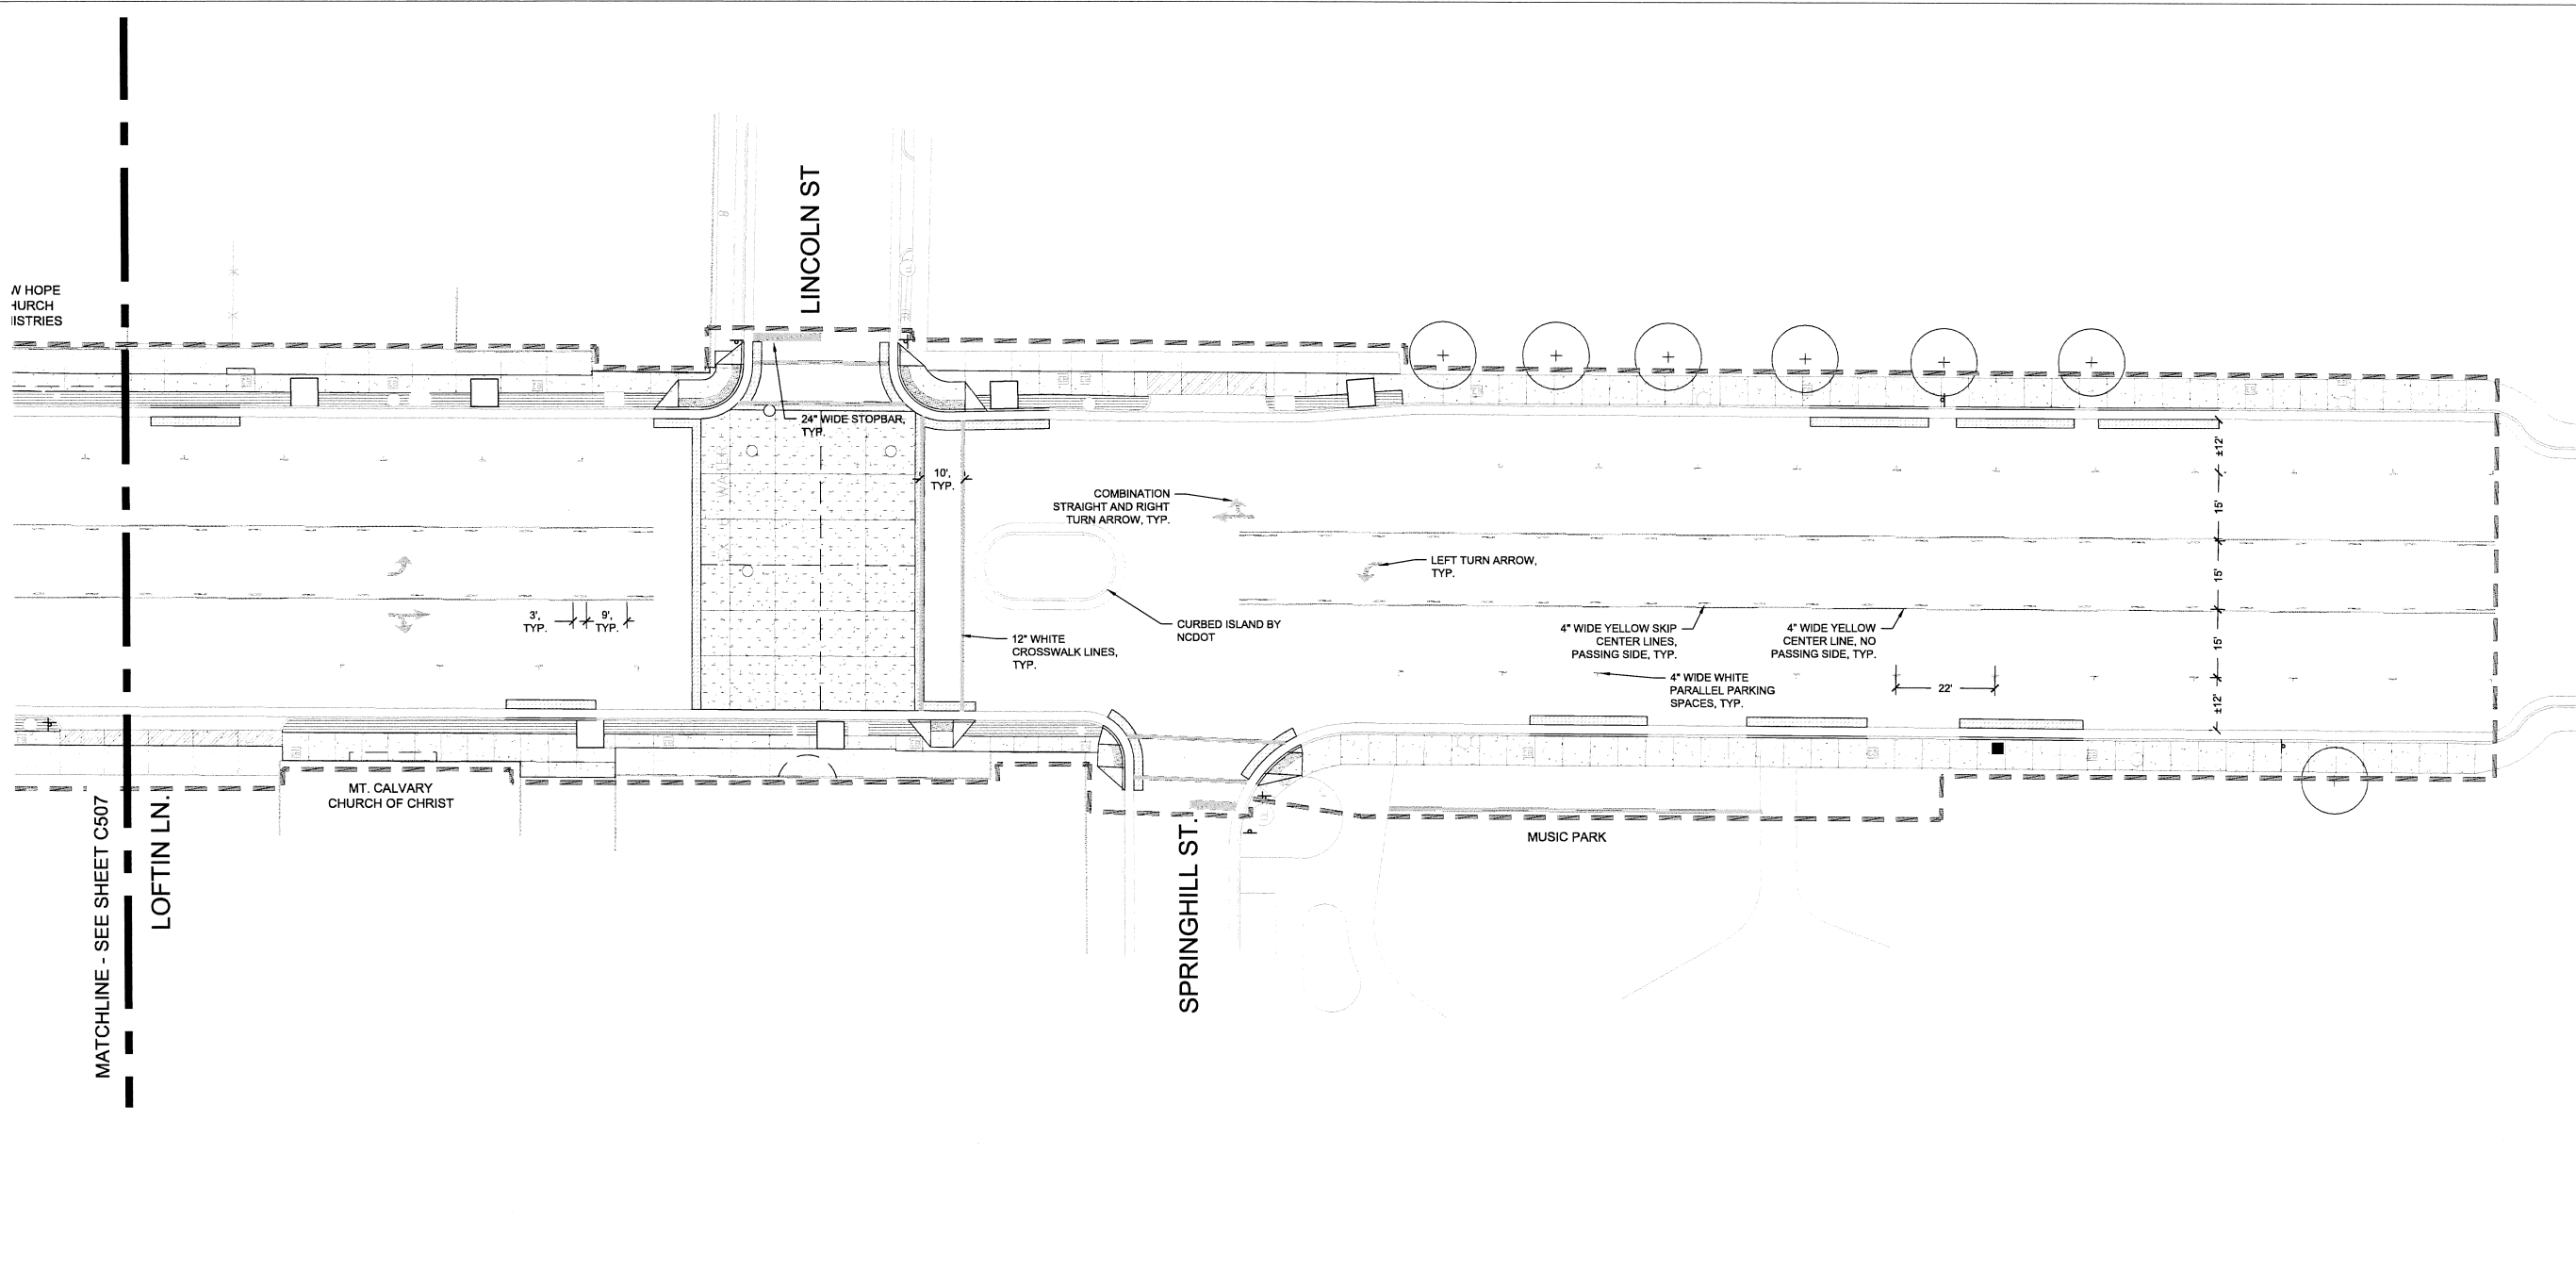 LINCOLN ST
W HOPE
HURCH
ISTRIES
24" WIDE STOPBAR,
TYP.
WATER
10',
TYP.
COMBINATION
STRAIGHT AND RIGHT
TURN ARROW, TYP.
LEFT TURN ARROW,
TYP.
±12'
15'
15'
15'
±12'
3',
TYP.
9',
TYP.
12" WHITE
CROSSWALK LINES,
TYP.
CURBED ISLAND BY
NCDOT
4" WIDE YELLOW SKIP
CENTER LINES,
PASSING SIDE, TYP.
4" WIDE YELLOW
CENTER LINE, NO
PASSING SIDE, TYP.
4" WIDE WHITE
PARALLEL PARKING
SPACES, TYP.
22'
MT. CALVARY
CHURCH OF CHRIST
MUSIC PARK
MATCHLINE - SEE SHEET C507
LOFTIN LN.
SPRINGHILL ST.